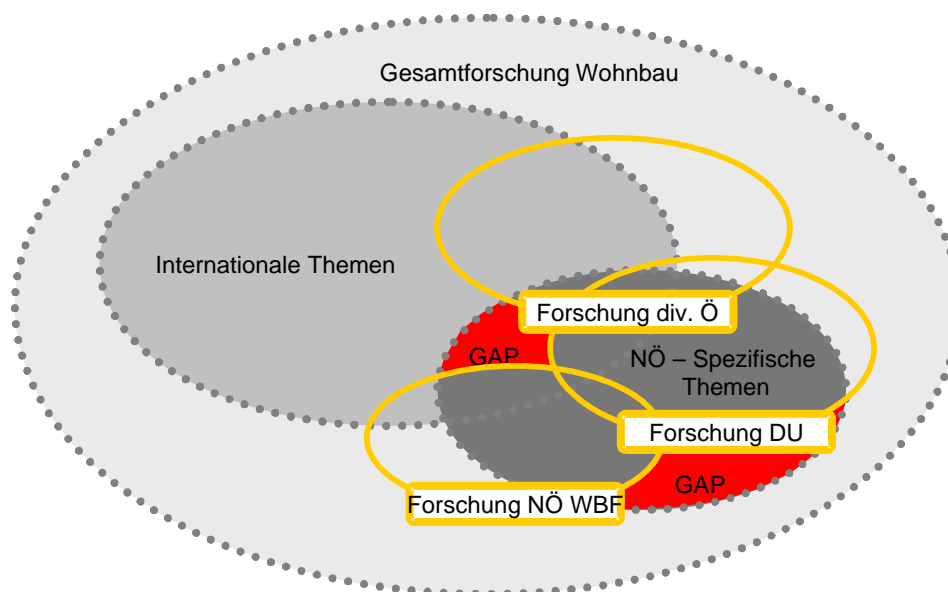 Gesamtforschung Wohnbau
Internationale Themen
Forschung div. Ö
GAP
NÖ – Spezifische
Themen
Forschung DU
GAP
Forschung NÖ WBF